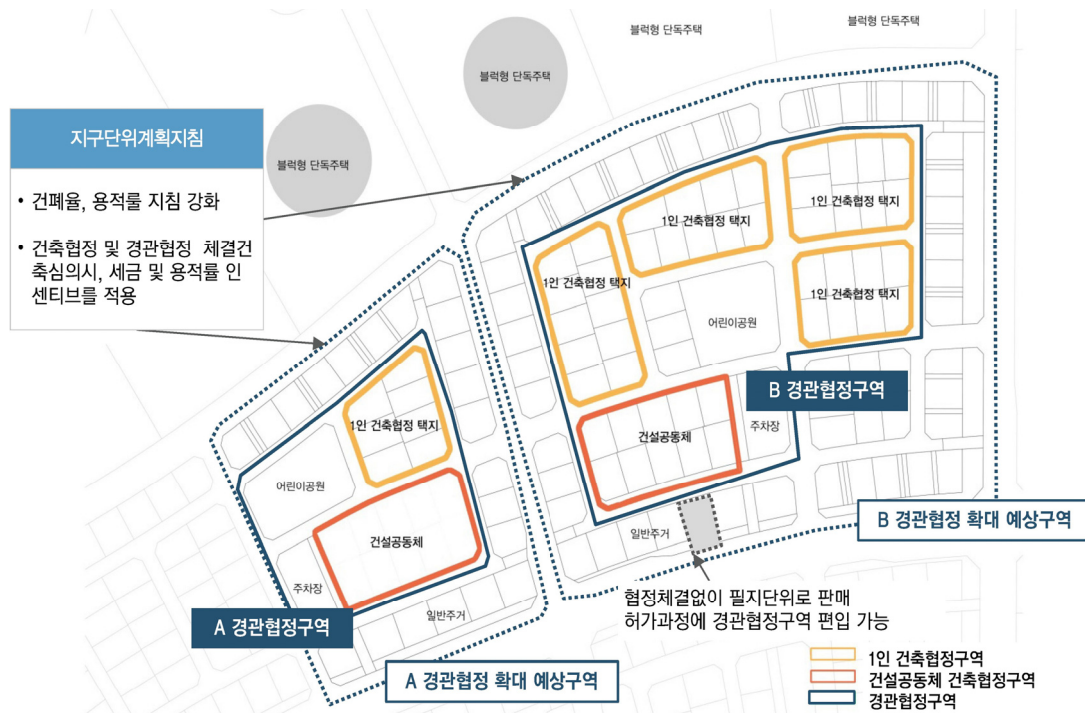 블럭형 단독주택
블럭형 단독주택
블럭형 단독주택
블럭형 단독주택
지구단위계획지침
• 건폐율, 용적률 지침 강화
• 건축협정 및 경관협정 체결건
축심의시, 세금 및 용적률 인
센티브를 적용
1인 건축협정 택지
1인 건축협정 택지
1인 건축협정 택지
1인 건축협정 택지
어린이공원
B 경관협정구역
건설공동체
주차장
1인 건축협정 택지
어린이공원
건설공동체
주차장
일반주거
A 경관협정구역
A 경관협정 확대 예상구역
일반주거
B 경관협정 확대 예상구역
협정체결없이 필지단위로 판매
허가과정에 경관협정구역 편입 가능
1인 건축협정구역
건설공동체 건축협정구역
경관협정구역